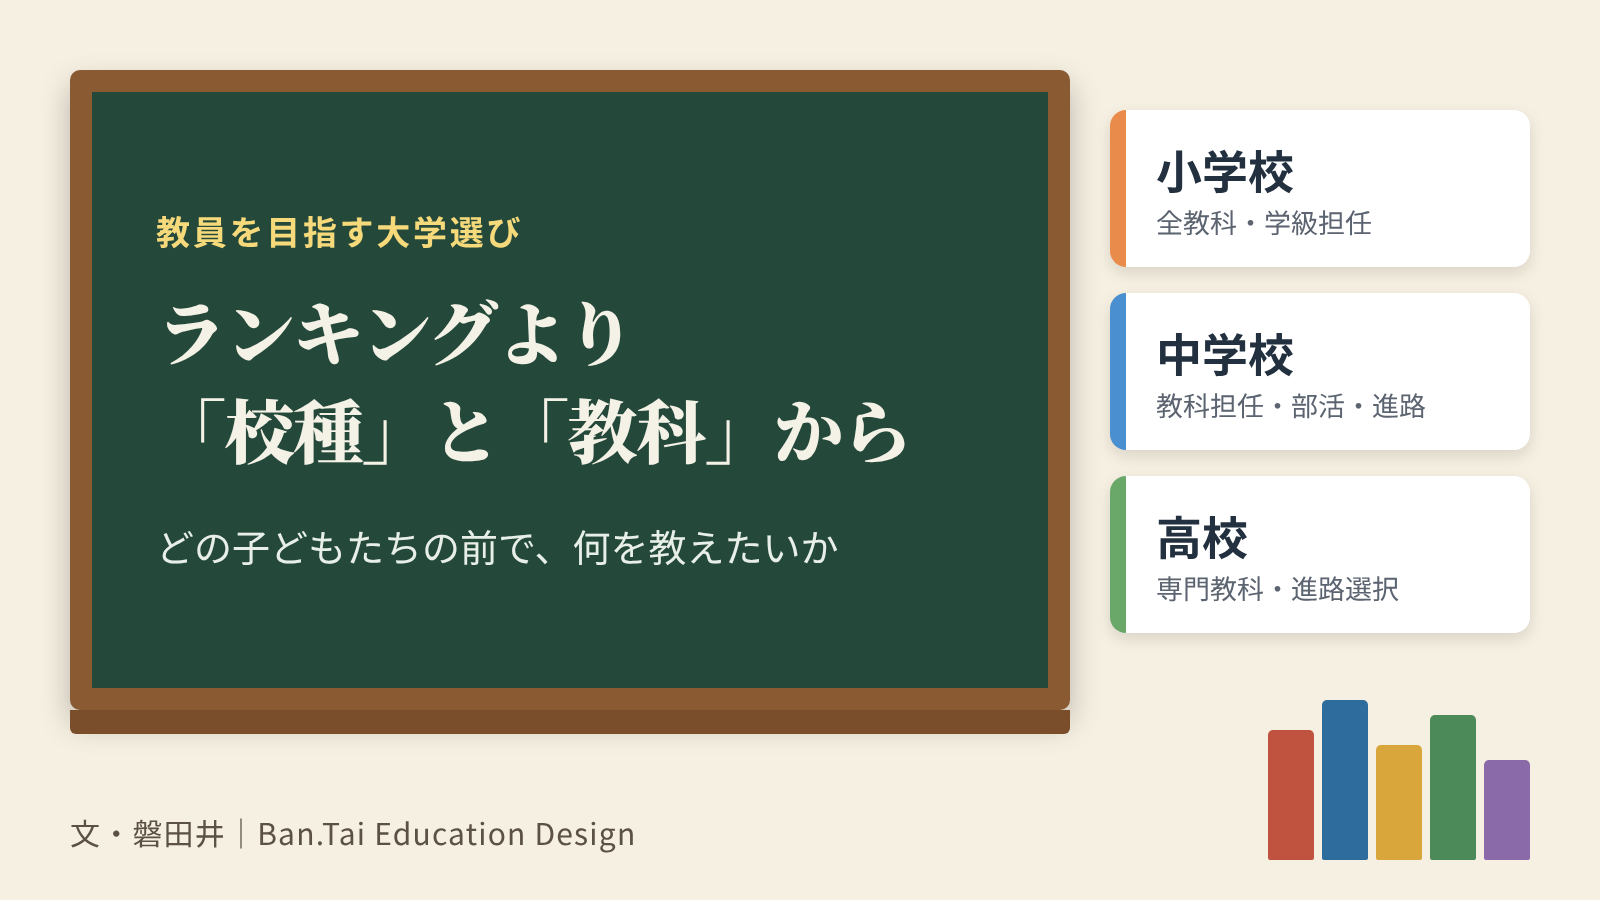 教員を目指す大学選び
ランキングより
「校種」と「教科」から
どの子どもたちの前で、何を教えたいか
小学校
全教科・学級担任
中学校
教科担任・部活・進路
高校
専門教科・進路選択
文・磐田井｜Ban.Tai Education Design